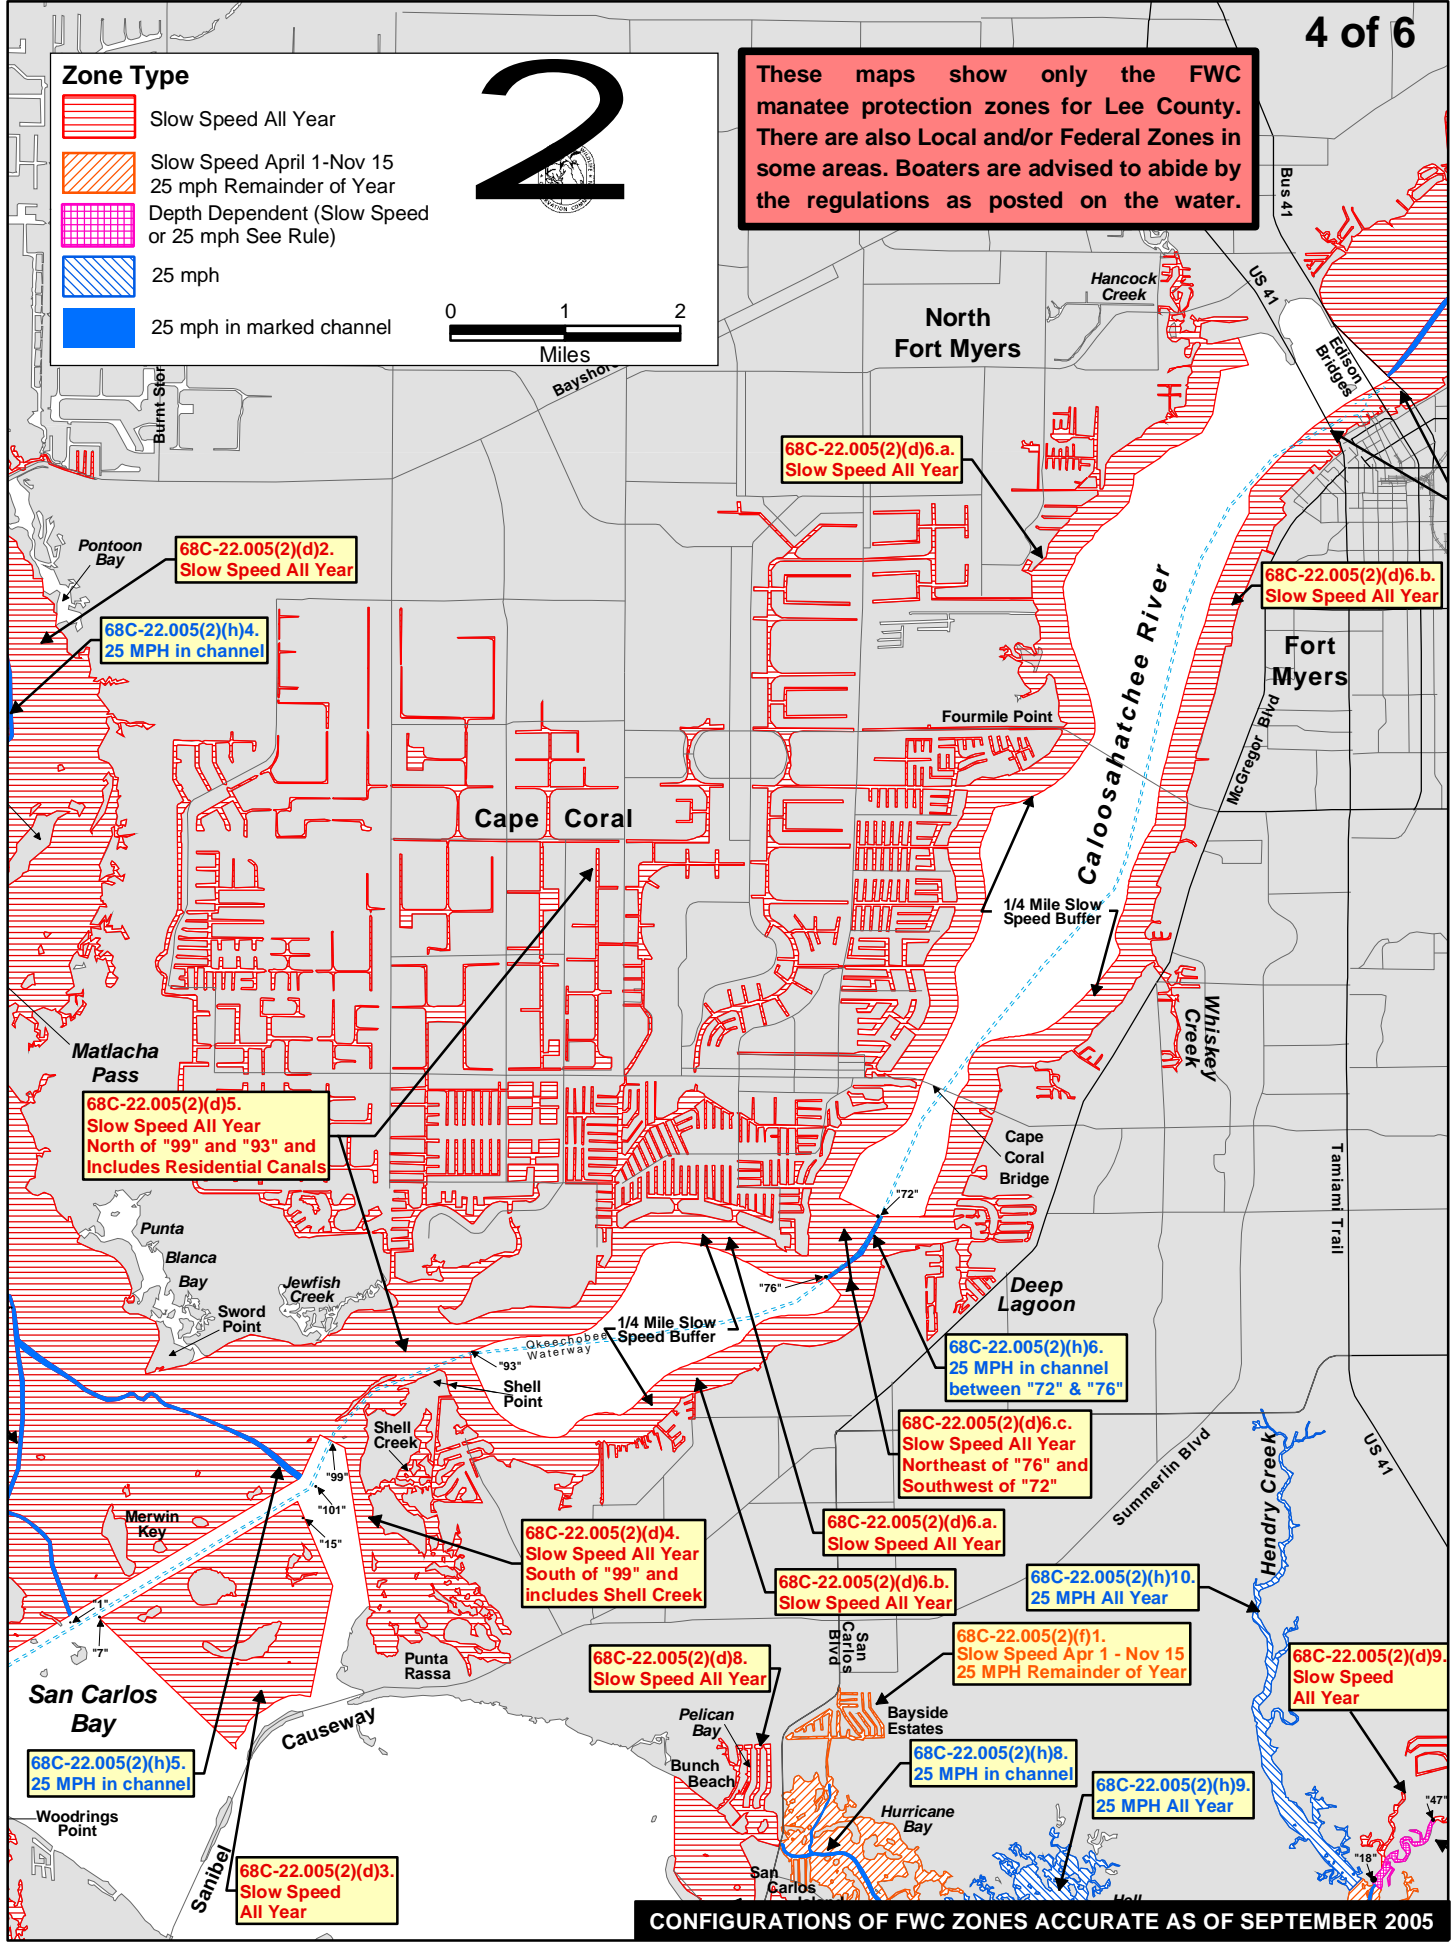 4 of 6
Zone Type
Slow Speed All Year
Slow Speed April 1-Nov 15
25 mph Remainder of Year
Depth Dependent (Slow Speed
or 25 mph See Rule)
25 mph
25 mph in marked channel
2
0 1 2
Miles
These maps show only the FWC
manatee protection zones for Lee County.
There are also Local and/or Federal Zones in
some areas. Boaters are advised to abide by
the regulations as posted on the water.
Bus 41
US 41
Hancock
Creek
North
Fort Myers
Edison
Bridges
Burnt Stor
Bayshor
68C-22.005(2)(d)6.a.
Slow Speed All Year
Pontoon
Bay
68C-22.005(2)(d)2.
Slow Speed All Year
68C-22.005(2)(d)6.b.
Slow Speed All Year
68C-22.005(2)(h)4.
25 MPH in channel
Fort
Myers
Caloosahatchee River
McGregor Blvd
Fourmile Point
Cape Coral
1/4 Mile Slow
Speed Buffer
Whiskey
Creek
Matlacha
Pass
68C-22.005(2)(d)5.
Slow Speed All Year
North of "99" and "93" and
Includes Residential Canals
Cape
Coral
Bridge
Tamiami Trail
"72"
Punta
Blanca
Bay
Jewfish
Creek
Sword
Point
"76"
Deep
Lagoon
1/4 Mile Slow
Speed Buffer
Okeechobee
Waterway
"93"
Shell
Point
68C-22.005(2)(h)6.
25 MPH in channel
between "72" & "76"
Shell
Creek
68C-22.005(2)(d)6.c.
Slow Speed All Year
Northeast of "76" and
Southwest of "72"
Summerlin Blvd
Hendry Creek
US 41
"99"
"101"
"15"
Merwin
Key
68C-22.005(2)(d)4.
Slow Speed All Year
South of "99" and
includes Shell Creek
68C-22.005(2)(d)6.a.
Slow Speed All Year
68C-22.005(2)(d)6.b.
Slow Speed All Year
68C-22.005(2)(h)10.
25 MPH All Year
"1"
"7"
San
Carlos
Blvd
68C-22.005(2)(f)1.
Slow Speed Apr 1 - Nov 15
25 MPH Remainder of Year
68C-22.005(2)(d)8.
Slow Speed All Year
68C-22.005(2)(d)9.
Slow Speed
All Year
Punta
Rassa
San Carlos
Bay
Causeway
Pelican
Bay
Bayside
Estates
68C-22.005(2)(h)5.
25 MPH in channel
Bunch
Beach
68C-22.005(2)(h)8.
25 MPH in channel
68C-22.005(2)(h)9.
25 MPH All Year
Hurricane
Bay
Woodrings
Point
"47"
"18"
Sanibel
68C-22.005(2)(d)3.
Slow Speed
All Year
San
Carlos
CONFIGURATIONS OF FWC ZONES ACCURATE AS OF SEPTEMBER 2005